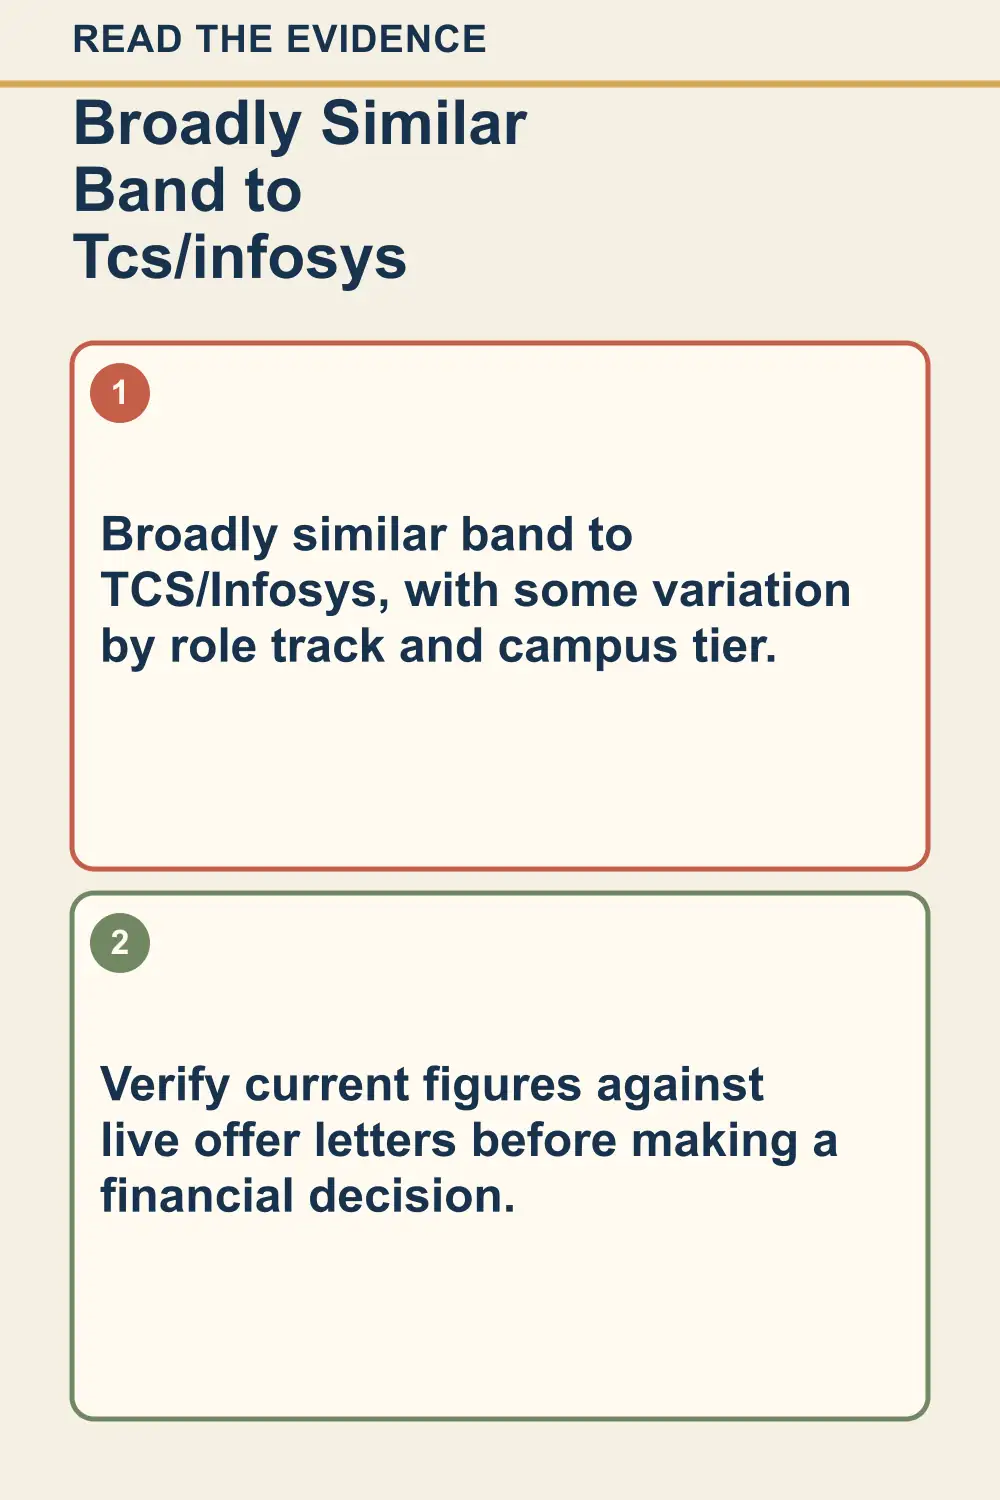 READ THE EVIDENCE
Broadly Similar
Band to
Tcs/infosys
1
Broadly similar band to
TCS/Infosys, with some variation
by role track and campus tier.
2
Verify current figures against
live offer letters before making a
financial decision.